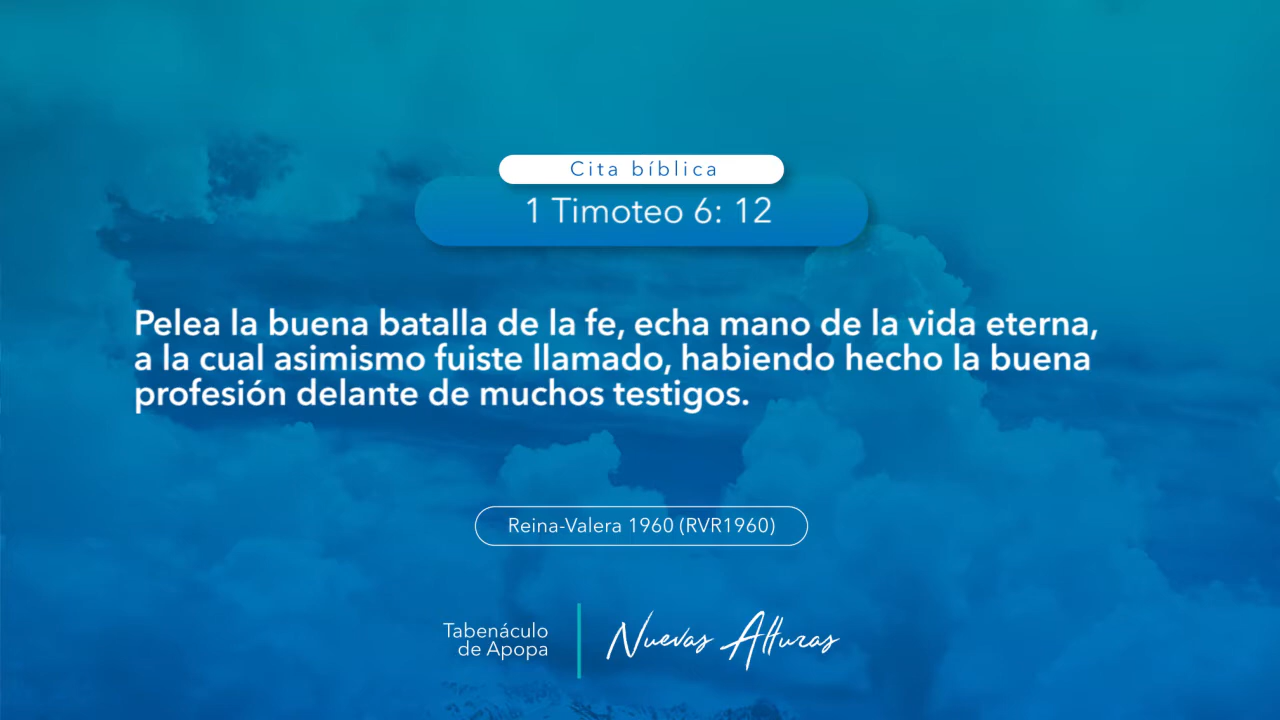 Cita bíblica
1 Timoteo 6: 12
Pelea la buena batalla de la fe, echa mano de la vida eterna,
a la cual asimismo fuiste llamado, habiendo hecho la buena
profesión delante de muchos testigos.
Reina-Valera 1960 (RVR1960)
Tabenáculo
de Apopa
Nuevas Alturas